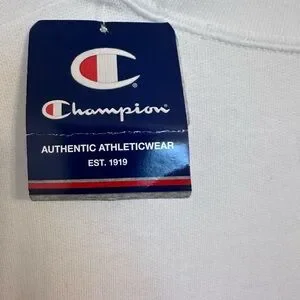 Champion
AUTHENTIC ATHLETICWEAR
EST. 1919